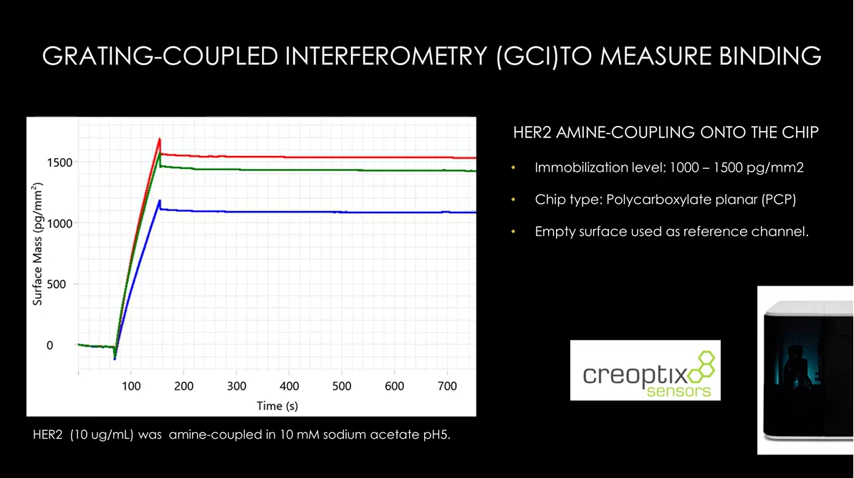 GRATING-COUPLED INTERFEROMETRY (GCI)TO MEASURE BINDING
1500
1000
500
0
Surface Mass (pg/mm²)
100 200 300 400 500 600 700
Time (s)
HER2 (10 ug/mL) was amine-coupled in 10 mM sodium acetate pH5.
HER2 AMINE-COUPLING ONTO THE CHIP
• Immobilization level: 1000 – 1500 pg/mm2
• Chip type: Polycarboxylate planar (PCP)
• Empty surface used as reference channel.
creoptix
sensors